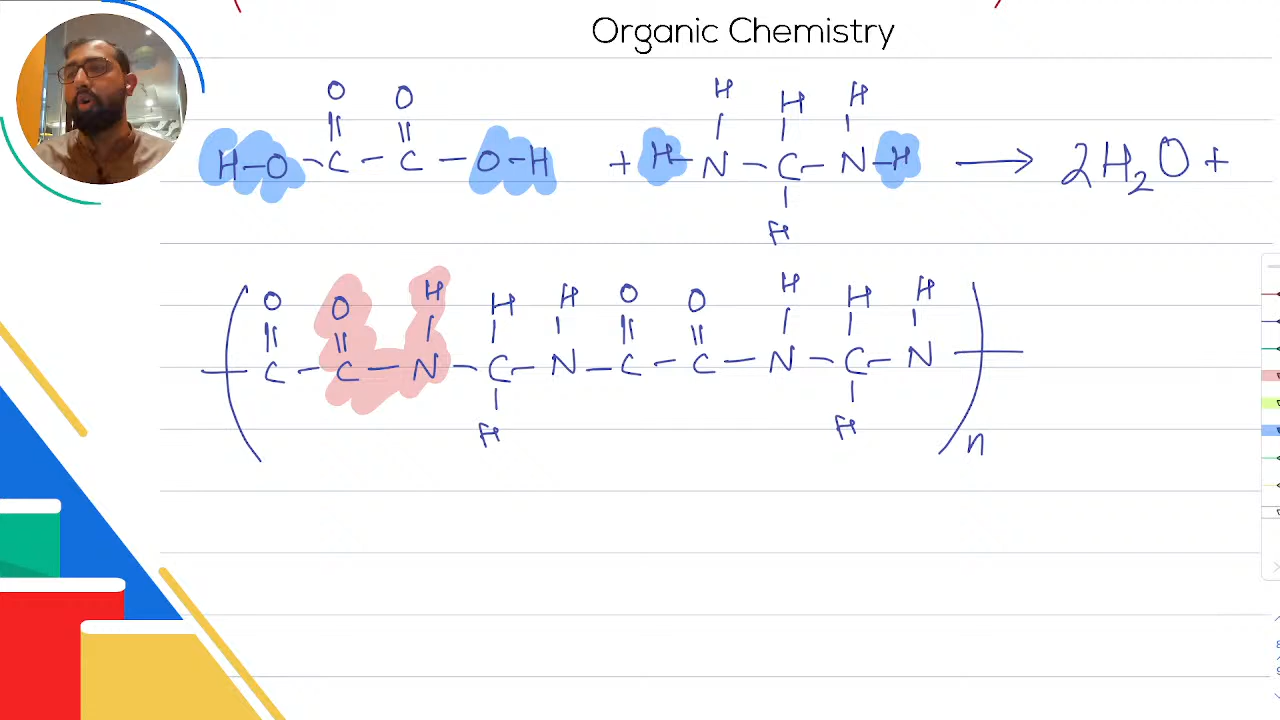 Organic Chemistry
O O H H H
H-O-C-C-O-H + H-N-C-N-H → 2H₂O +
H
O O H H H O O H H H
(-C-C-N-C-N-C-C-N-C-N-)n
H H